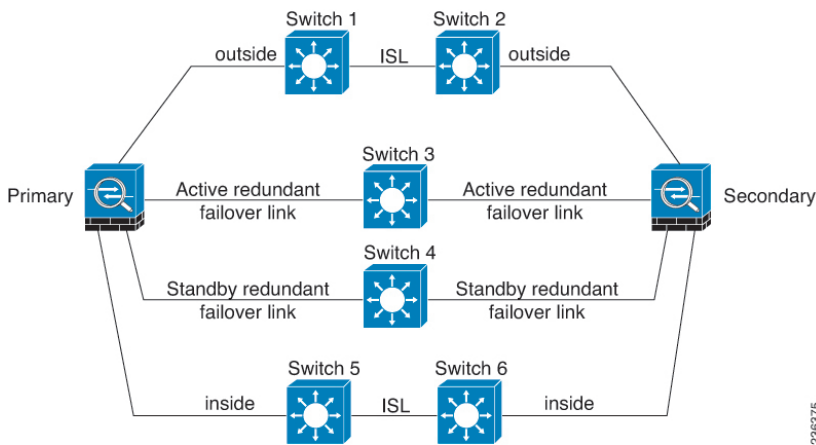 Switch 1
Switch 2
outside
ISL
outside
Switch 3
Primary
Active redundant
failover link
Active redundant
failover link
Secondary
Switch 4
Standby redundant
failover link
Standby redundant
failover link
Switch 5
Switch 6
inside
ISL
inside
236375